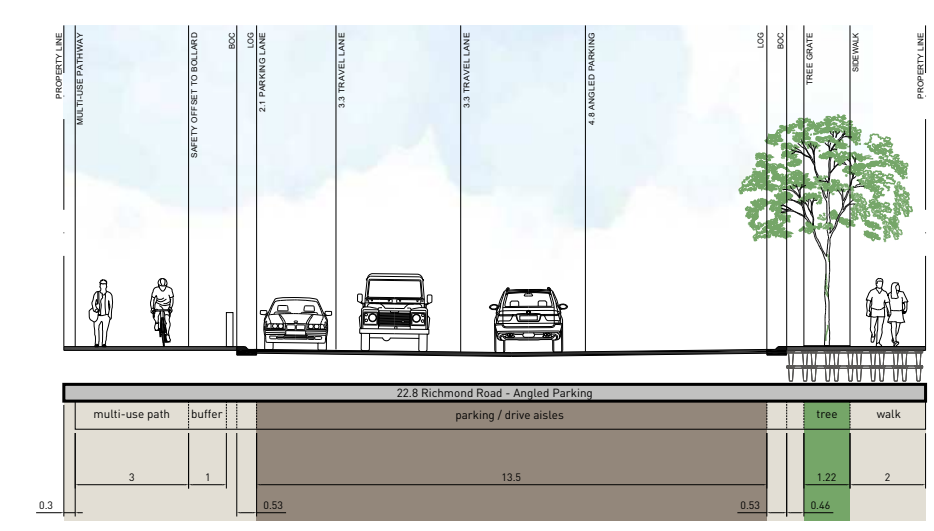 PROPERTY LINE
MULTI-USE PATHWAY
SAFETY OFFSET TO BOLLARD
BOC
LOG
2.1 PARKING LANE
3.3 TRAVEL LANE
3.3 TRAVEL LANE
4.8 ANGLED PARKING
LOG
BOC
TREE GRATE
SIDEWALK
PROPERTY LINE
22.8 Richmond Road - Angled Parking
multi-use path
buffer
parking / drive aisles
tree
walk
3
1
13.5
1.22
2
0.3
0.53
0.53
0.46